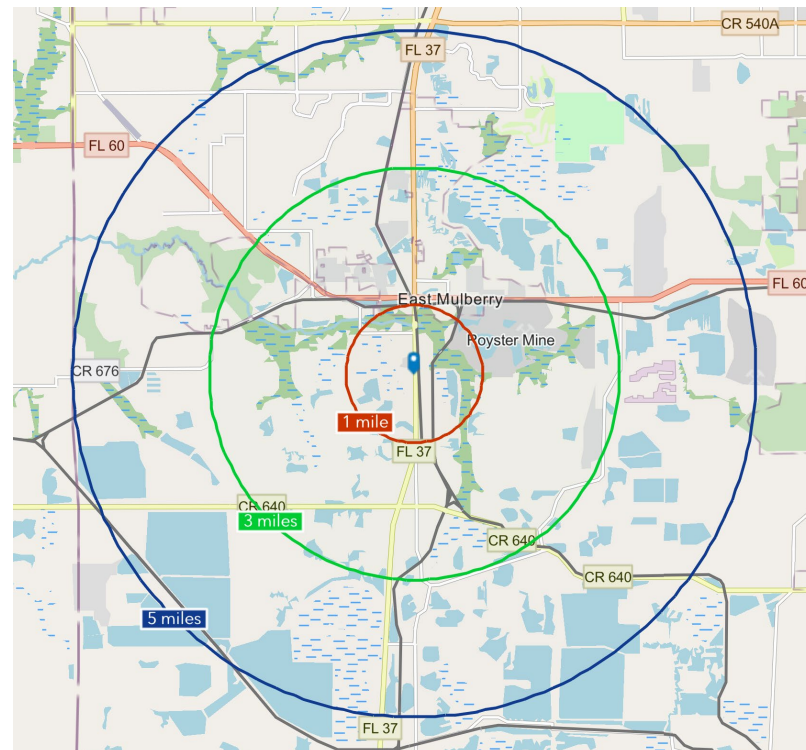 CR 540A
FL 37
FL 60
FL 60
East Mulberry
Poyster Mine
CR 676
1 mile
FL 37
CR 640
3 miles
CR 640
CR 640
5 miles
FL 37